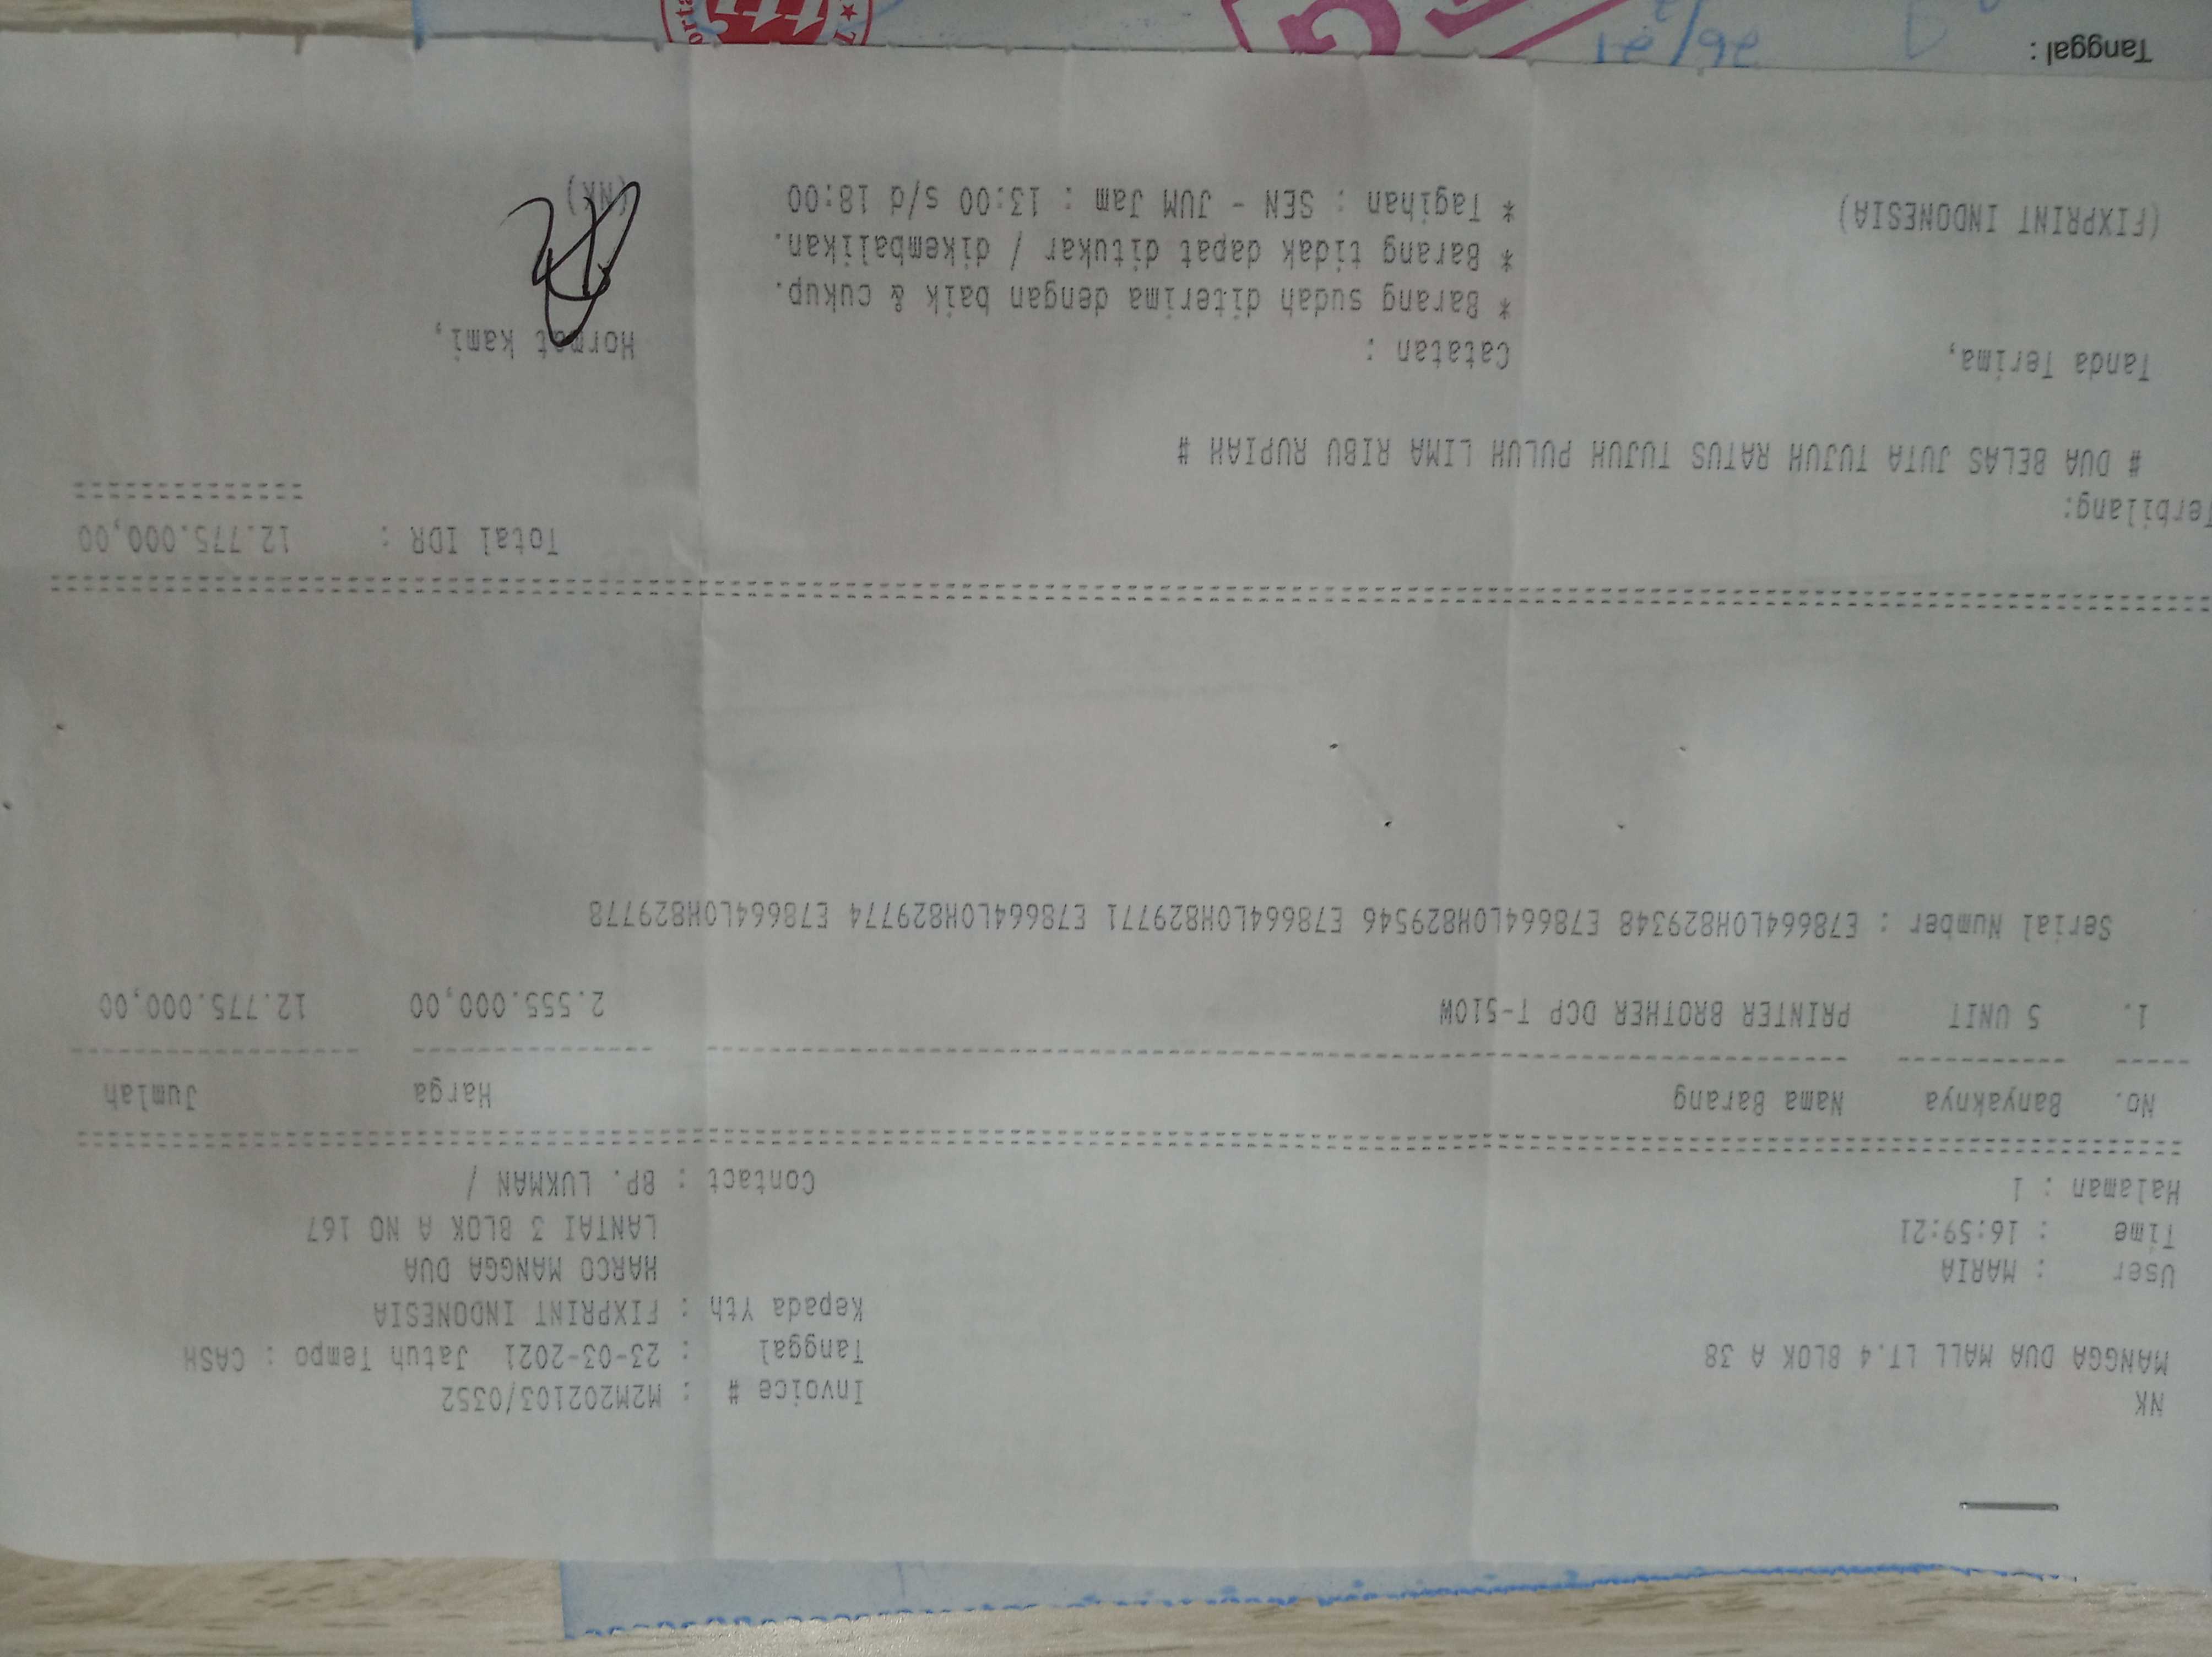 NK
MANGGA DUA MALL LT.4 BLOK A 38
Invoice # : M2M202103/0352
Tanggal : 23-03-2021 Jatuh Tempo : CASH
Kepada Yth : FIXPRINT INDONESIA
HARCO MANGGA DUA
LANTAI 3 BLOK A NO 167
Contact : BP. LUKMAN /
User : MARIA
Time : 16:59:21
Halaman : 1
No. Banyaknya Nama Barang Harga Jumlah
1. 5 UNIT PRINTER BROTHER DCP T-510W 2.555.000,00 12.775.000,00
Serial Number : E78664L0H829348 E78664L0H829546 E78664L0H829771 E78664L0H829774 E78664L0H829778
Total IDR : 12.775.000,00
Terbilang:
# DUA BELAS JUTA TUJUH RATUS TUJUH PULUH LIMA RIBU RUPIAH #
Tanda Terima,
Catatan :
* Barang sudah diterima dengan baik & cukup.
* Barang tidak dapat ditukar / dikembalikan.
* Tagihan : SEN - JUM Jam : 13:00 s/d 18:00
Hormat kami,
(FIXPRINT INDONESIA)
(NK)
Tanggal :